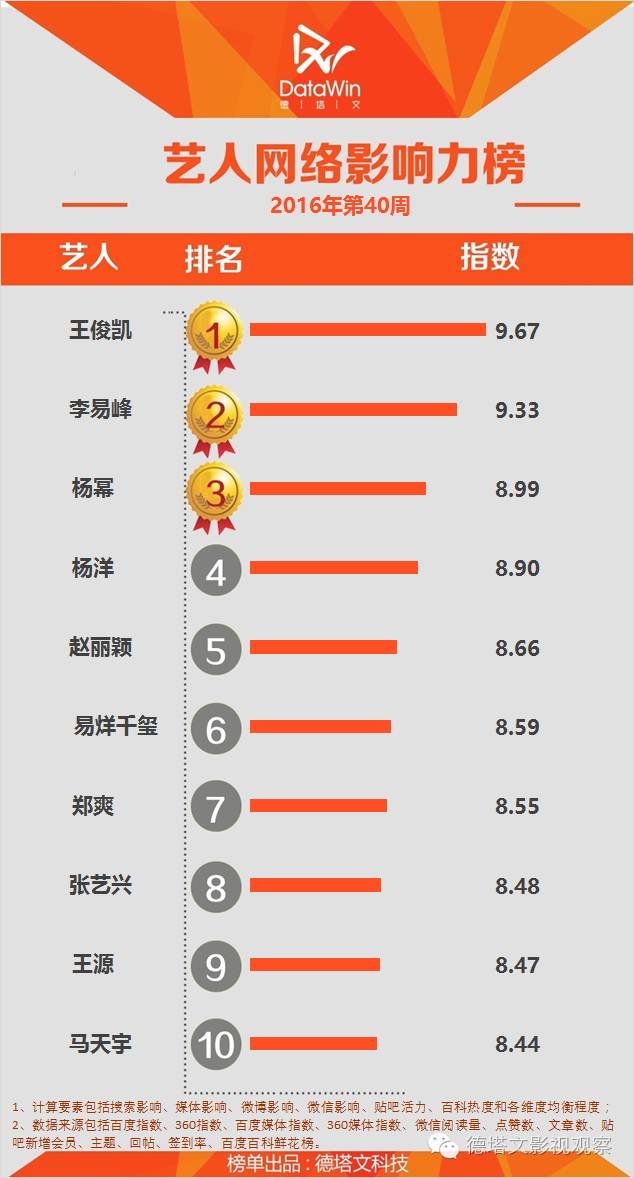 DataWin
德塔文
艺人网络影响力榜
2016年第40周
艺人 排名 指数
王俊凯 1 9.67
李易峰 2 9.33
杨幂 3 8.99
杨洋 4 8.90
赵丽颖 5 8.66
易烊千玺 6 8.59
郑爽 7 8.55
张艺兴 8 8.48
王源 9 8.47
马天宇 10 8.44
1、计算要素包括搜索影响、媒体影响、微博影响、微信影响、贴吧活力、百科热度和各维度均衡程度；
2、数据来源包括百度指数、360指数、百度媒体指数、360媒体指数、微信阅读量、点赞数、文章数、贴
吧新增会员、主题、回帖、签到率、百度百科鲜花榜。
德塔文影视观察
榜单出品：德塔文科技